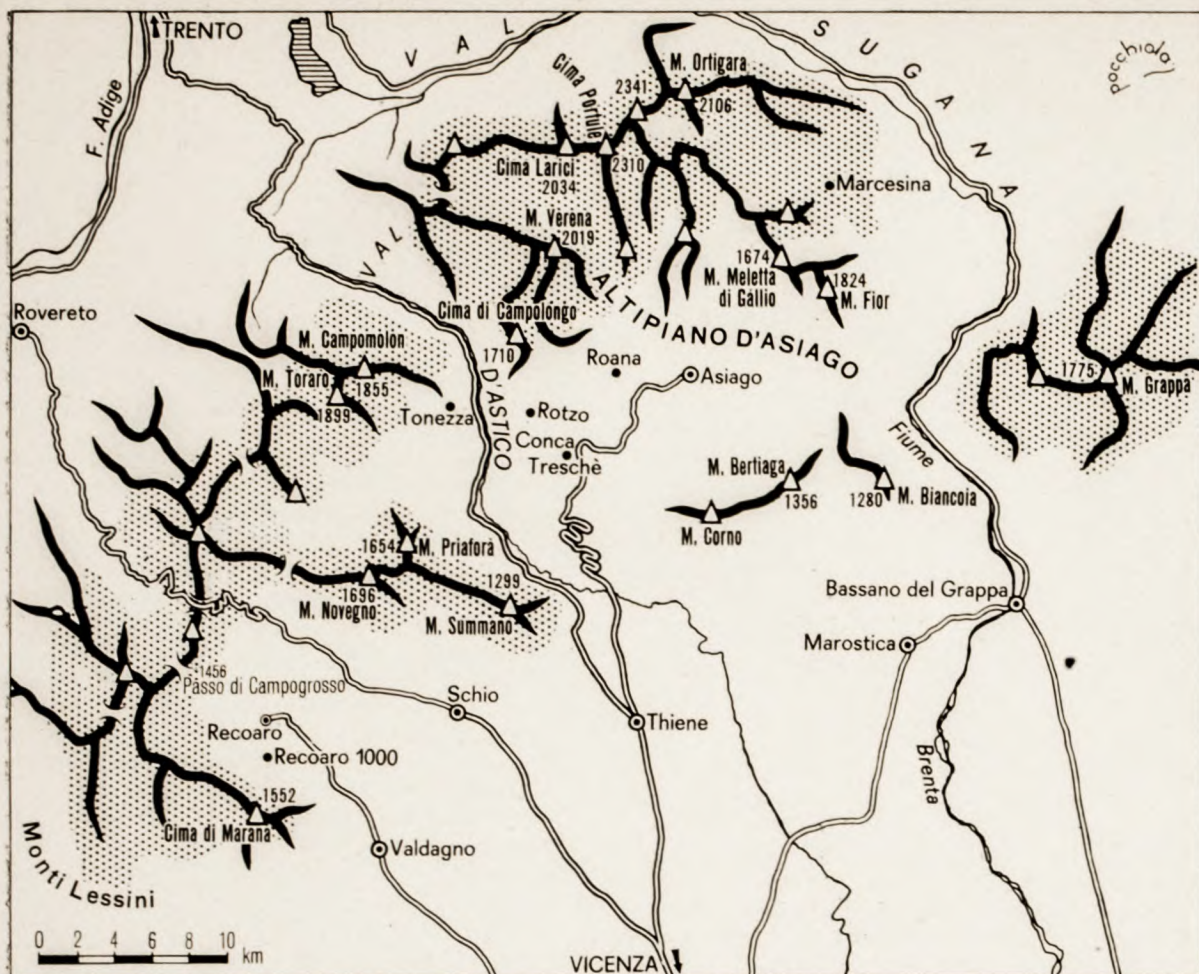 TRENTO
VAL SUGANA
pocchiola
F. Adige
Cima Portule
M. Ortigara
2341
2106
Cima Larici
2034
2310
Marcesina
M. Verena
2019
VAL D'ASTICO
1674
M. Meletta
di Gallio
1824
M. Fior
Rovereto
Cima di Campolongo
1710
ALTIPIANO D'ASIAGO
M. Campomolon
1855
M. Toraro
1899
Tonezza
Roana
Asiago
Rotzo
Conca
Treschè
1775
M. Grappa
Fiume
Brenta
M. Bertiaga
1356
1280
M. Biancoia
M. Corno
1654
M. Priaforà
1696
M. Novegno
1299
M. Summano
Bassano del Grappa
Marostica
1456
Passo di Campogrosso
Schio
Thiene
Recoaro
Recoaro 1000
1552
Cima di Marana
Valdagno
Monti Lessini
0 2 4 6 8 10 km
VICENZA